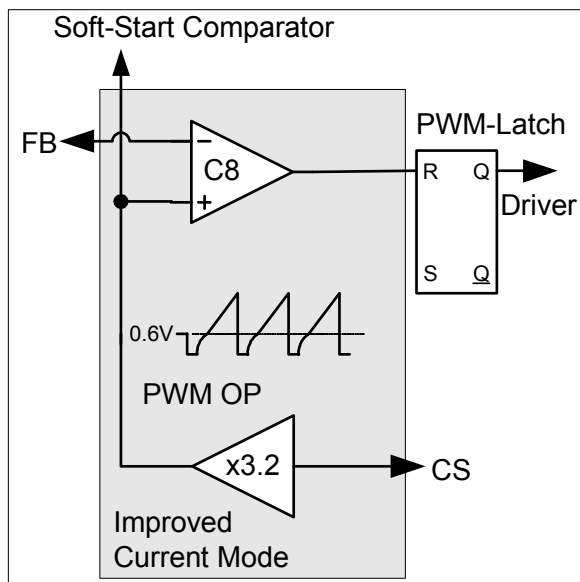 Soft-Start Comparator
FB
−
C8
+
PWM-Latch
R Q
Driver
S Q
0.6V
PWM OP
x3.2
CS
Improved
Current Mode